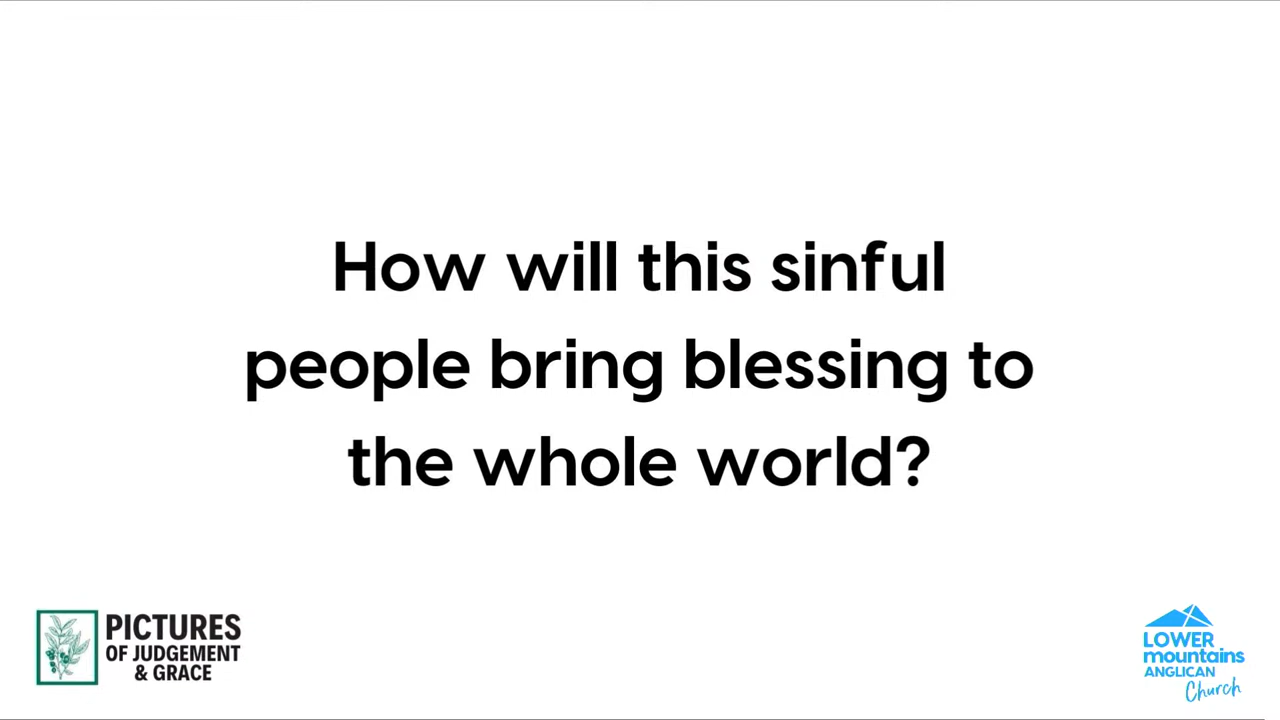 How will this sinful
people bring blessing to
the whole world?
PICTURES
OF JUDGEMENT
& GRACE
LOWER
mountains
ANGLICAN
Church